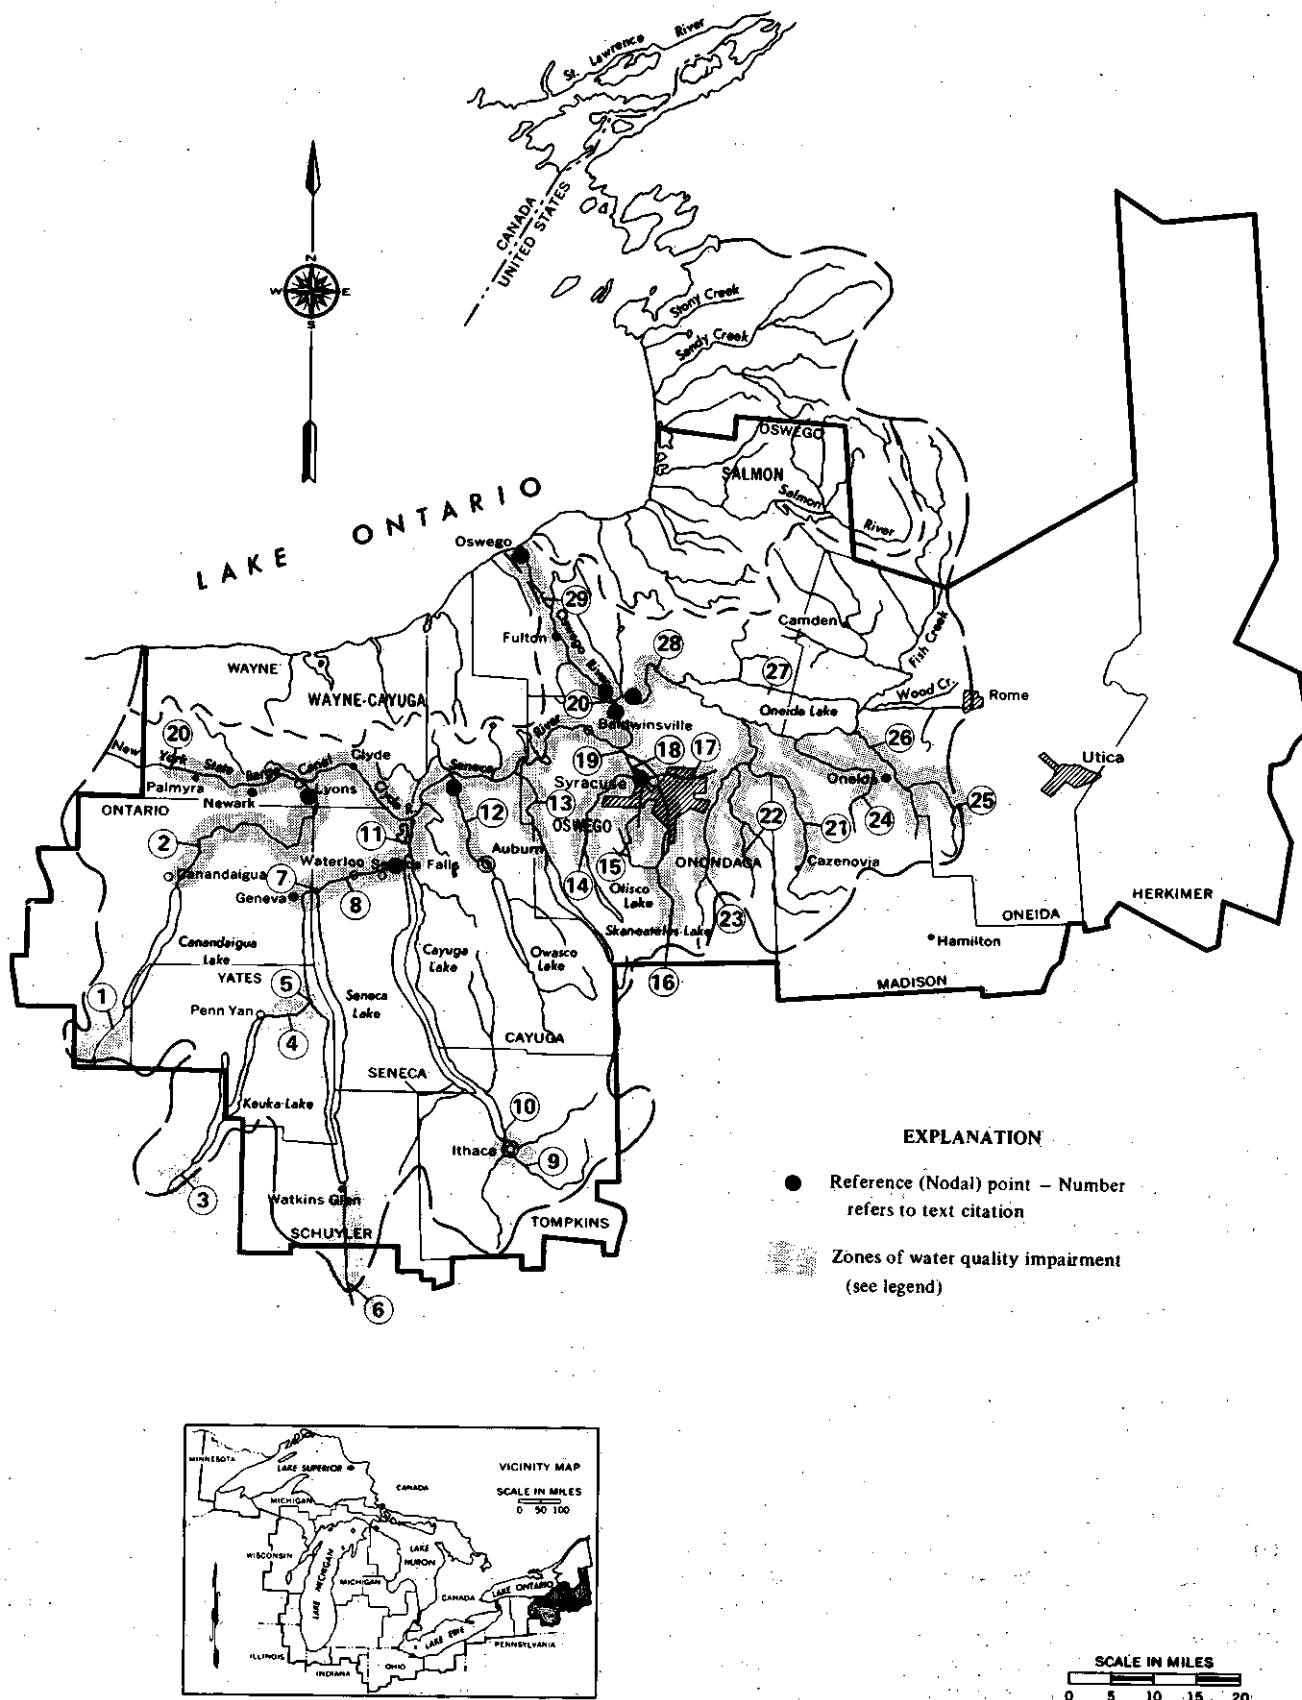 St. Lawrence River
CANADA
UNITED STATES
N
W E
S
Stony Creek
Sandy Creek
OSWEGO
SALMON
Salmon
River
LAKE ONTARIO
Oswego
29
Fulton
Oswego River
28
Camden
27
Fish Creek
Wood Cr.
Rome
Oneida Lake
WAYNE
WAYNE-CAYUGA
20
Baldwinsville
26
Utica
20
New York State Barge Canal
Clyde
Seneca
River
19
18
17
Syracuse
Oneida
Palmyra
Newark
Lyons
Clyde R.
ONTARIO
2
11
12
13
OSWEGO
22
21
24
25
Auburn
Waterloo
Seneca Falls
15
ONONDAGA
Cazenovia
Canandaigua
7
14
Otisco
Lake
HERKIMER
Geneva
8
23
ONEIDA
Skaneateles Lake
Canandaigua
Lake
Cayuga
Lake
Owasco
Lake
Hamilton
YATES
5
16
MADISON
1
Seneca
Lake
Penn Yan
4
CAYUGA
SENECA
Keuka Lake
10
Ithaca
9
3
Watkins Glen
SCHUYLER
TOMPKINS
6
EXPLANATION
Reference (Nodal) point – Number
refers to text citation
Zones of water quality impairment
(see legend)
MINNESOTA
LAKE SUPERIOR
VICINITY MAP
CANADA
SCALE IN MILES
0 50 100
MICHIGAN
WISCONSIN
LAKE MICHIGAN
LAKE
HURON
MICHIGAN
CANADA
LAKE ONTARIO
LAKE ERIE
PENNSYLVANIA
ILLINOIS
INDIANA
OHIO
SCALE IN MILES
0 5 10 15 20